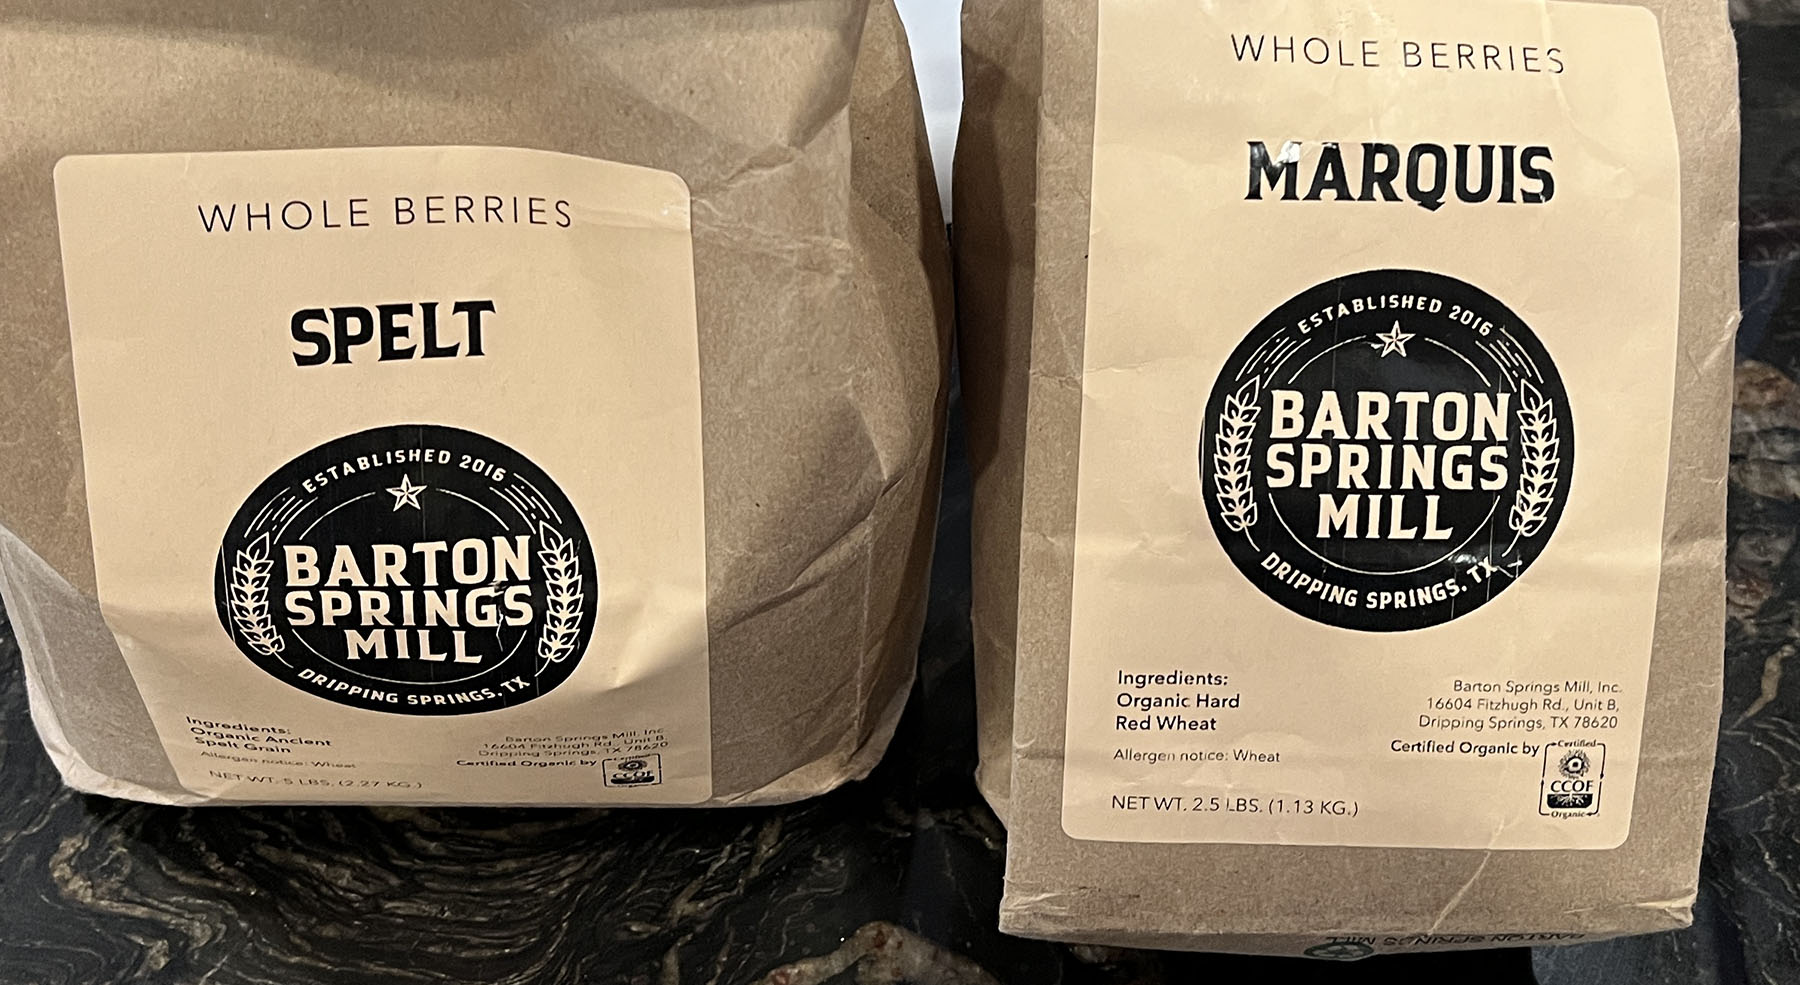 WHOLE BERRIES
SPELT
ESTABLISHED 2016
BARTON
SPRINGS
MILL
DRIPPING SPRINGS, TX
Ingredients:
Organic Ancient
Spelt Grain
Allergen notice: Wheat
NET WT. 5 LBS. (2.27 KG.)
Barton Springs Mill, Inc
16604 Fitzhugh Rd., Unit B,
Dripping Springs, TX 78620
Certified Organic by
Certified
CCOF
WHOLE BERRIES
MARQUIS
ESTABLISHED 2016
BARTON
SPRINGS
MILL
DRIPPING SPRINGS, TX
Ingredients:
Organic Hard
Red Wheat
Allergen notice: Wheat
NET WT. 2.5 LBS. (1.13 KG.)
Barton Springs Mill, Inc.
16604 Fitzhugh Rd., Unit B,
Dripping Springs, TX 78620
Certified Organic by
Certified
CCOF
Organic
BARTON SPRINGS MILL